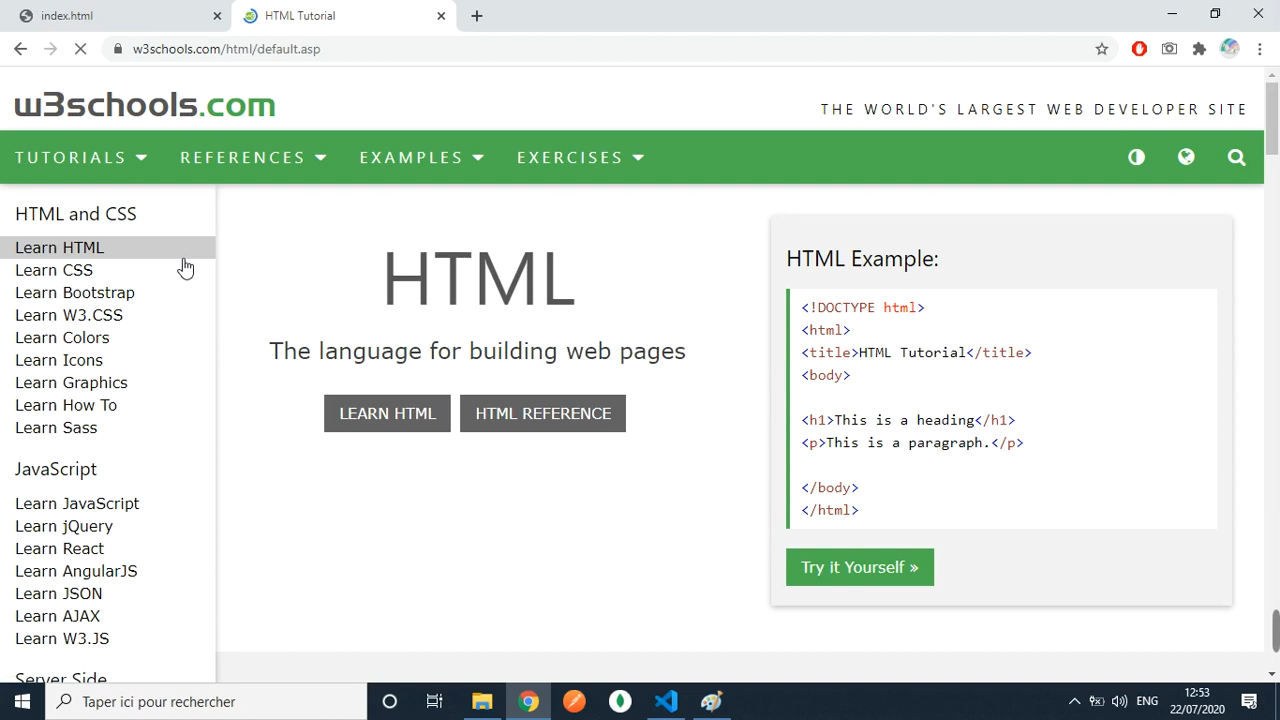 index.html
HTML Tutorial
w3schools.com/html/default.asp
w3schools.com
THE WORLD'S LARGEST WEB DEVELOPER SITE
TUTORIALS REFERENCES EXAMPLES EXERCISES
HTML and CSS
Learn HTML
Learn CSS
Learn Bootstrap
Learn W3.CSS
Learn Colors
Learn Icons
Learn Graphics
Learn How To
Learn Sass
JavaScript
Learn JavaScript
Learn jQuery
Learn React
Learn AngularJS
Learn JSON
Learn AJAX
Learn W3.JS
Server Side
HTML
The language for building web pages
LEARN HTML
HTML REFERENCE
HTML Example:
<!DOCTYPE html>
<html>
<title>HTML Tutorial</title>
<body>
<h1>This is a heading</h1>
<p>This is a paragraph.</p>
</body>
</html>
Try it Yourself »
Taper ici pour rechercher
ENG
12:53
22/07/2020